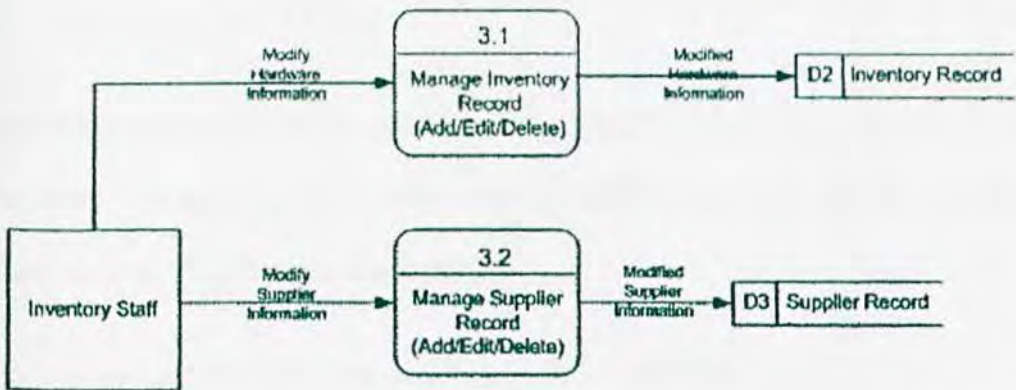 3.1
Modify
Hardware
Information
Manage Inventory
Record
(Add/Edit/Delete)
Modified
Hardware
Information
D2 Inventory Record
Inventory Staff
Modify
Supplier
Information
3.2
Manage Supplier
Record
(Add/Edit/Delete)
Modified
Supplier
Information
D3 Supplier Record